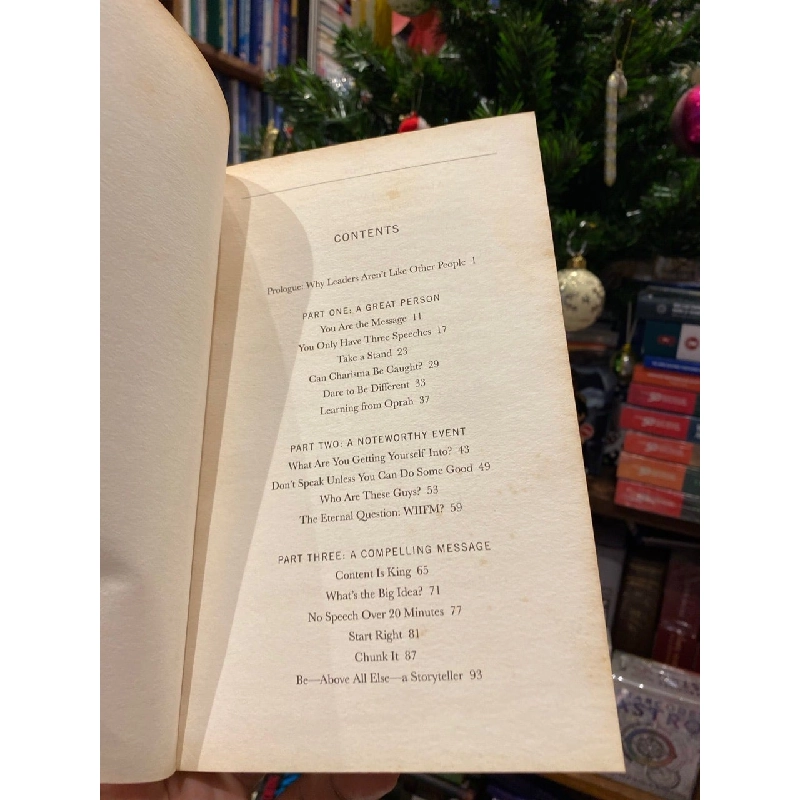 CONTENTS
Prologue: Why Leaders Aren't Like Other People 1
PART ONE: A GREAT PERSON
You Are the Message 11
You Only Have Three Speeches 17
Take a Stand 23
Can Charisma Be Caught? 29
Dare to Be Different 33
Learning from Oprah 37
PART TWO: A NOTEWORTHY EVENT
What Are You Getting Yourself Into? 43
Don't Speak Unless You Can Do Some Good 49
Who Are These Guys? 53
The Eternal Question: WIIFM? 59
PART THREE: A COMPELLING MESSAGE
Content Is King 65
What's the Big Idea? 71
No Speech Over 20 Minutes 77
Start Right 81
Chunk It 87
Be—Above All Else—a Storyteller 93
ASTRO